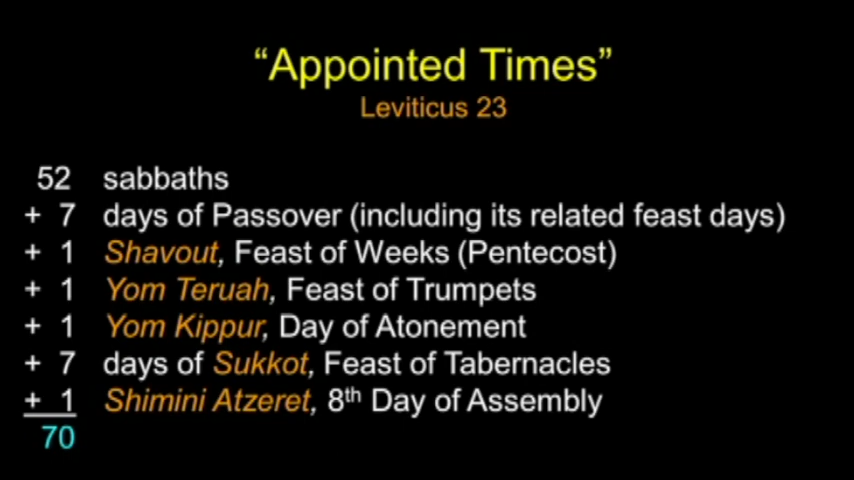 “Appointed Times”
Leviticus 23
52 sabbaths
+ 7 days of Passover (including its related feast days)
+ 1 Shavout, Feast of Weeks (Pentecost)
+ 1 Yom Teruah, Feast of Trumpets
+ 1 Yom Kippur, Day of Atonement
+ 7 days of Sukkot, Feast of Tabernacles
+ 1 Shimini Atzeret, 8th Day of Assembly
70